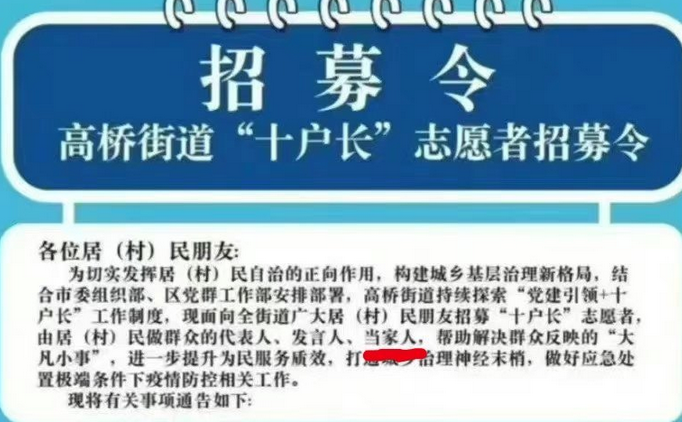 招募令
高桥街道“十户长”志愿者招募令
各位居（村）民朋友：
为切实发挥居（村）民自治的正向作用，构建城乡基层治理新格局，结
合市委组织部、区党群工作部安排部署，高桥街道持续探索“党建引领+十
户长”工作制度，现面向全街道广大居（村）民朋友招募“十户长”志愿者，
由居（村）民做群众的代表人、发言人、当家人，帮助解决群众反映的“大
凡小事”，进一步提升为民服务质效，打造城乡治理神经末梢，做好应急处
置极端条件下疫情防控相关工作。
现将有关事项通告如下：